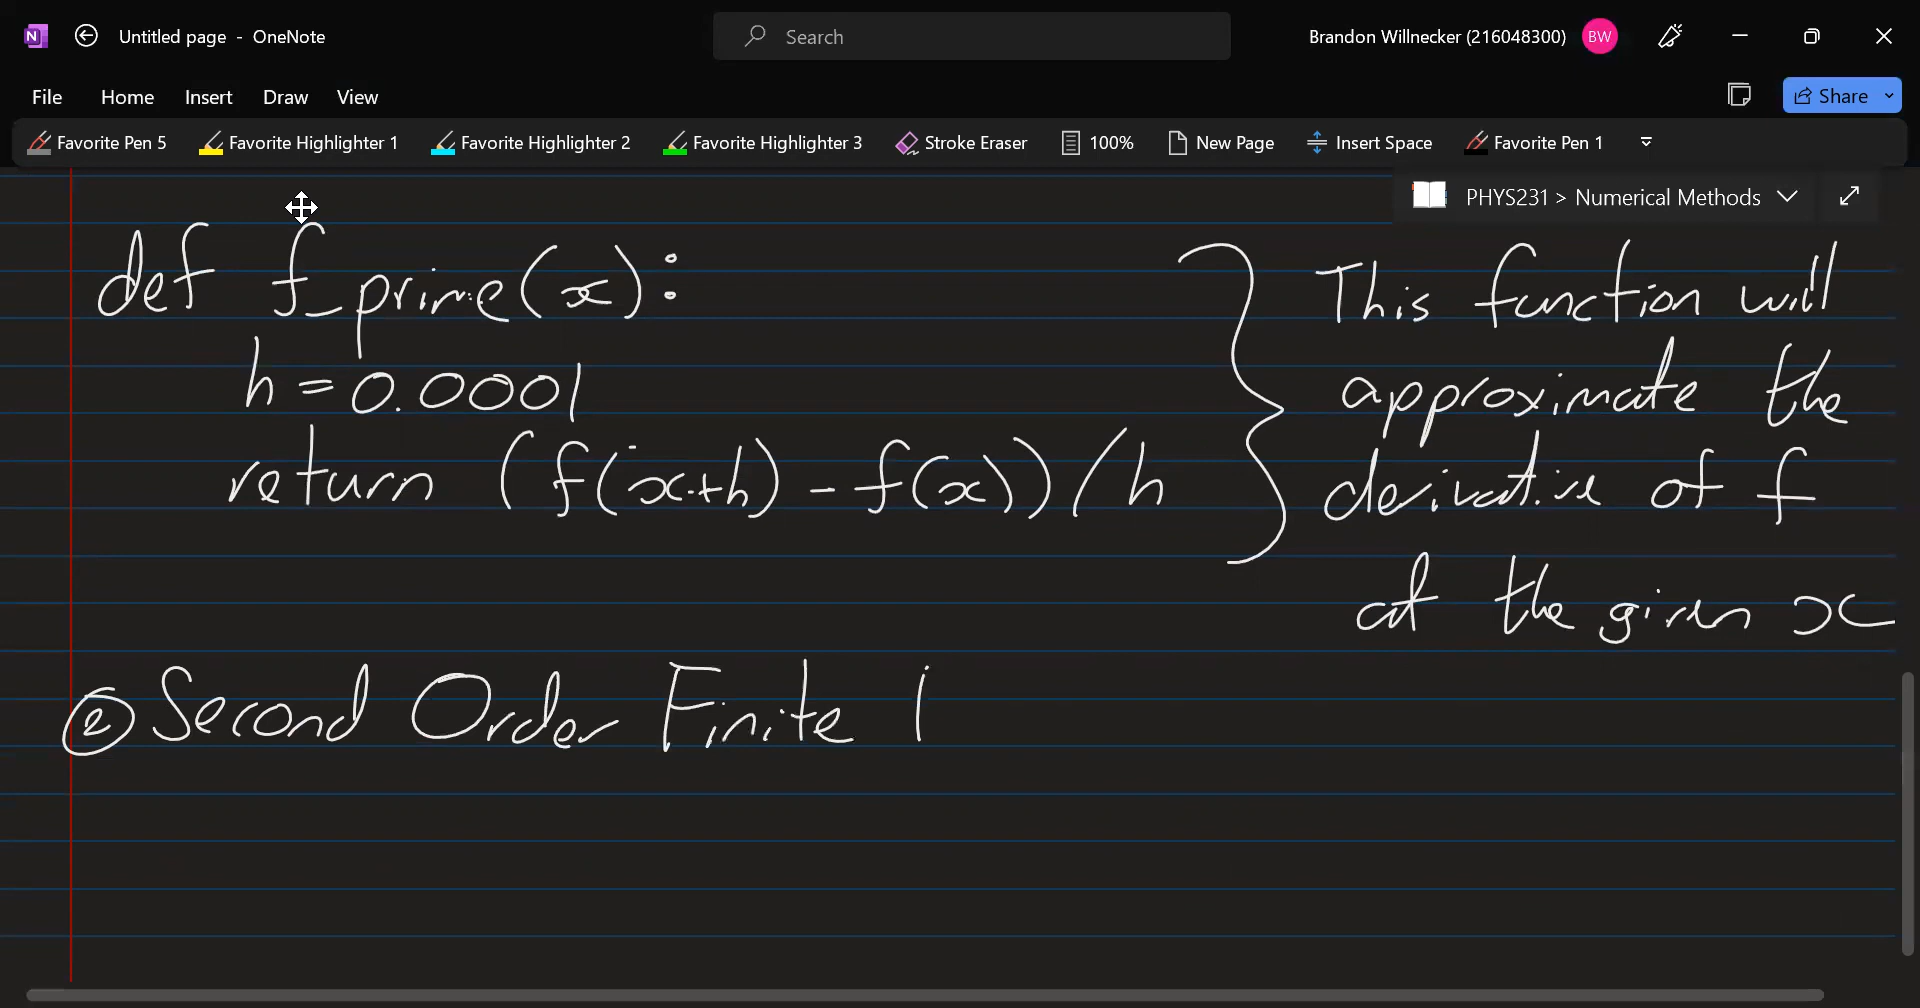 Untitled page - OneNote
Search
Brandon Willnecker (216048300)
BW
File Home Insert Draw View
Share
Favorite Pen 5 Favorite Highlighter 1 Favorite Highlighter 2 Favorite Highlighter 3 Stroke Eraser 100% New Page Insert Space Favorite Pen 1
PHYS231 > Numerical Methods
def f_prime(x):
h = 0.0001
return (f(x+h) - f(x))/h
This function will
approximate the
derivative of f
at the given x
② Second Order Finite